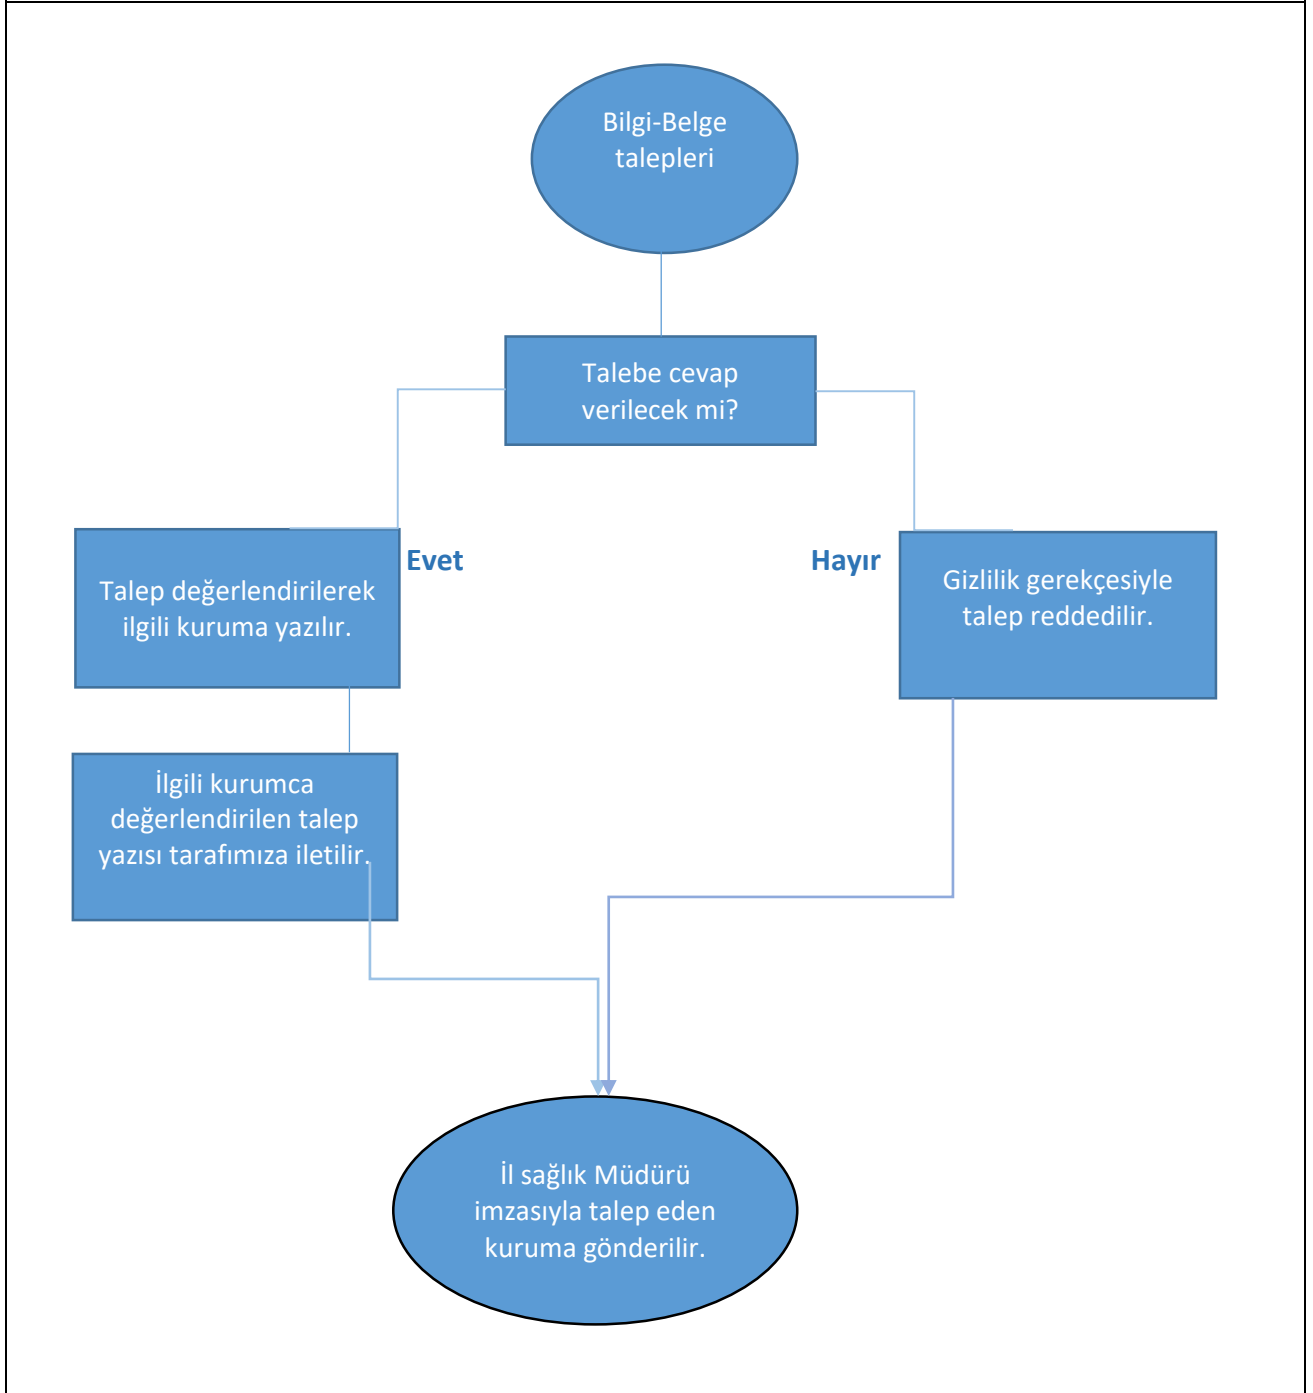 Bilgi-Belge
talepleri
Talebe cevap
verilecek mi?
Evet
Hayır
Talep değerlendirilerek
ilgili kuruma yazılır.
Gizlilik gerekçesiyle
talep reddedilir.
İlgili kurumca
değerlendirilen talep
yazısı tarafımıza iletilir.
İl sağlık Müdürü
imzasıyla talep eden
kuruma gönderilir.